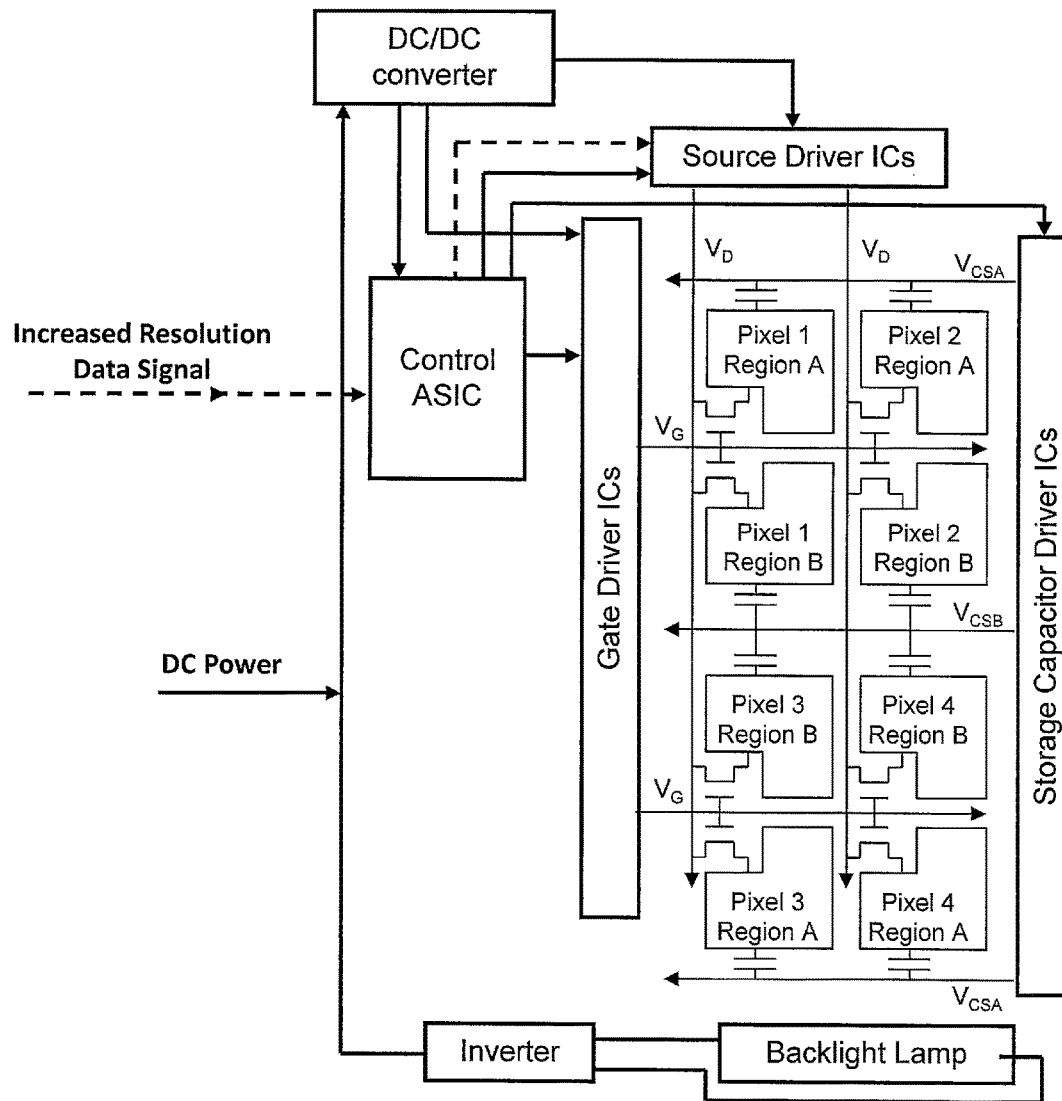 DC/DC
converter
Source Driver ICs
V_D
V_D
V_CSA
Increased Resolution
Data Signal
Control
ASIC
Gate Driver ICs
Storage Capacitor Driver ICs
Pixel 1
Region A
Pixel 2
Region A
V_G
Pixel 1
Region B
Pixel 2
Region B
V_CSB
DC Power
Pixel 3
Region B
Pixel 4
Region B
V_G
Pixel 3
Region A
Pixel 4
Region A
V_CSA
Inverter
Backlight Lamp